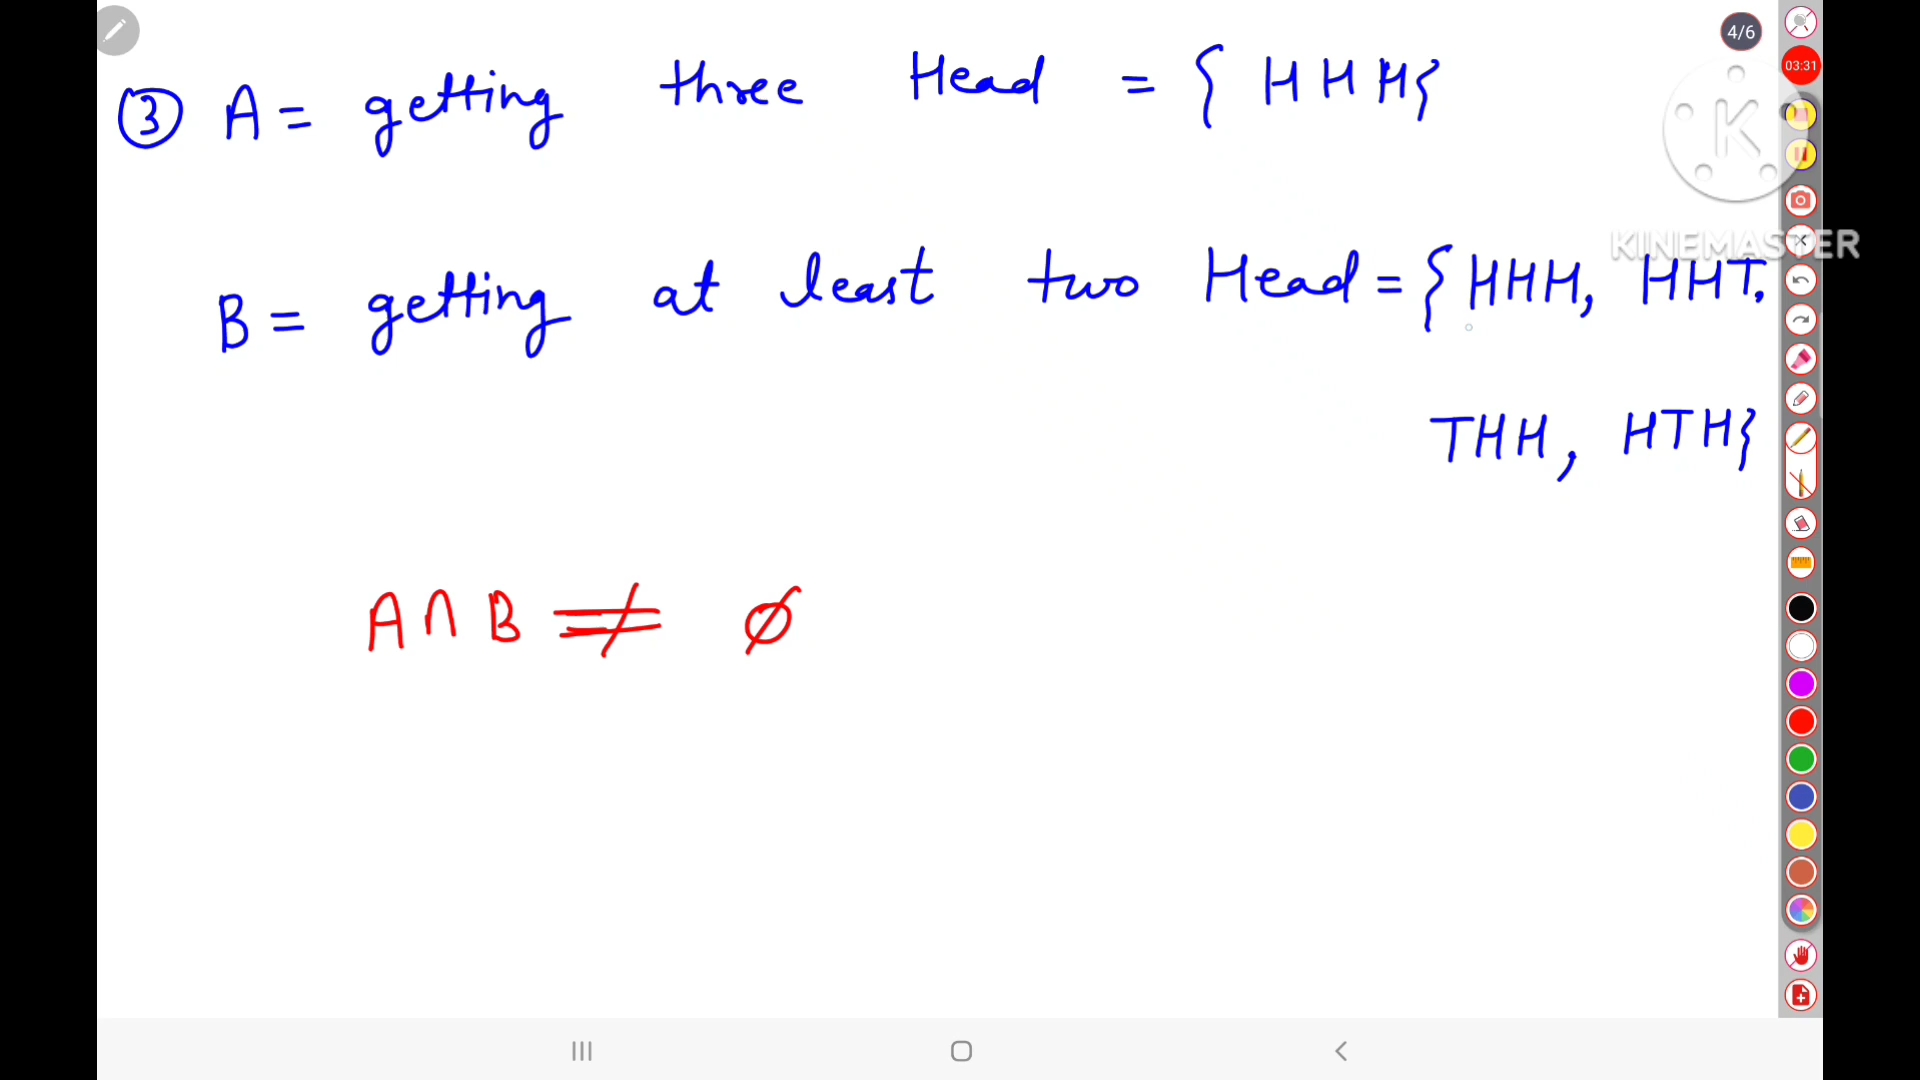 4/6
03:31
③ A = getting three Head = { H H H}
KINEMASTER
B = getting at least two Head = {HHH, HHT,
THH, HTH}
A ∩ B ≠ ∅